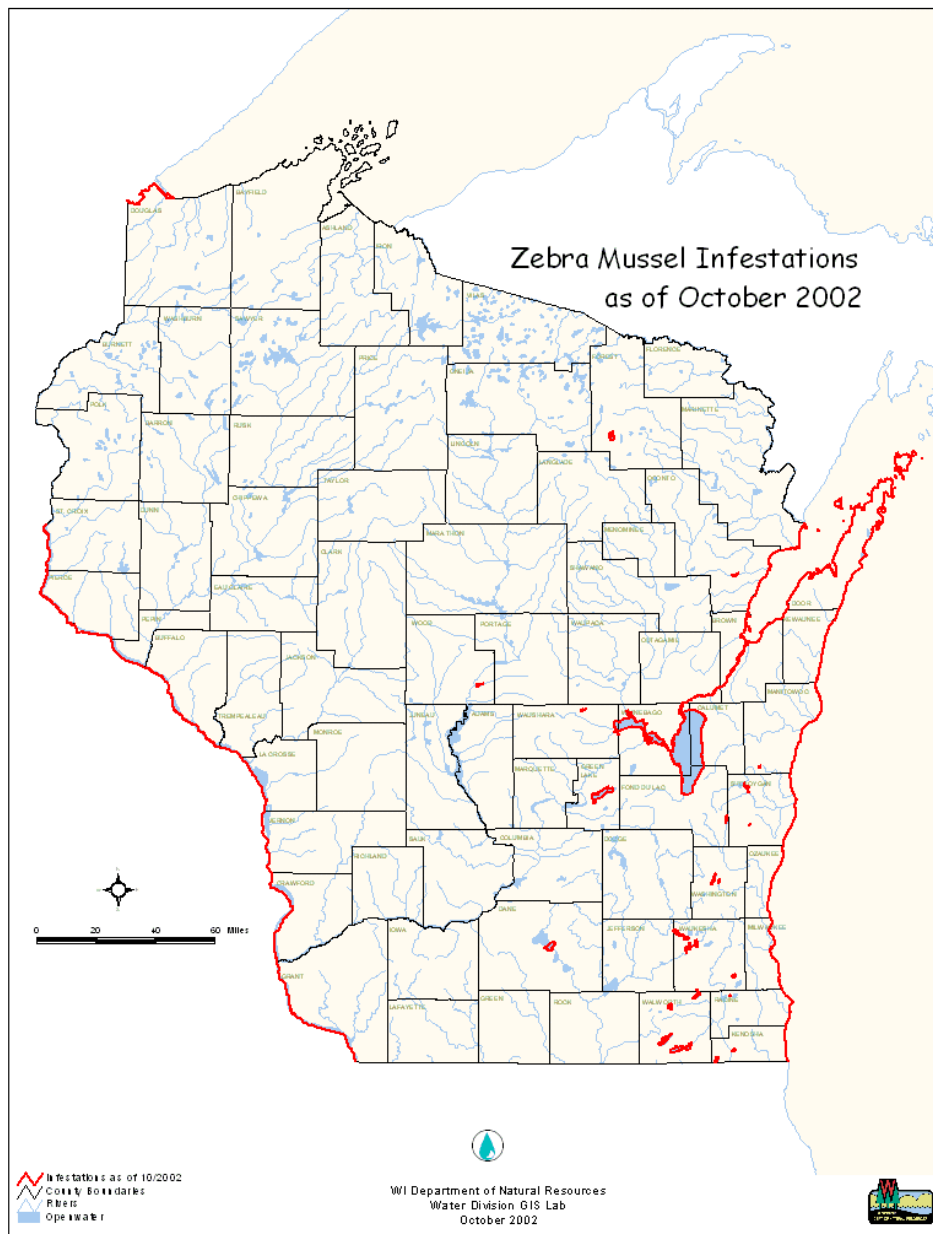 Zebra Mussel Infestations
as of October 2002
DOUGLAS
BAYFIELD
ASHLAND
IRON
VILAS
WASHBURN
SAWYER
BURNETT
PRICE
FLORENCE
FOREST
ONEIDA
POLK
MARINETTE
BARRON
RUSK
LINCOLN
LANGADE
TAYLOR
OCONTO
CHIPPEWA
ST. CROIX
DUNN
MENOMINEE
MARATHON
CLARK
SHAWANO
PIERCE
EAU CLAIRE
DOOR
PEPIN
BROWN
KEWAUNEE
WOOD
PORTAGE
WAUPACA
BUFFALO
OUTAGAMIE
JACKSON
MANITOWOC
TREMPEALEAU
JUNEAU
ADAMS
WAUSHARA
WINNEBAGO
CALUMET
MONROE
LA CROSSE
MARQUETTE
GREEN
LAKE
FOND DU LAC
SHEBOYGAN
VERNON
SAUK
COLUMBIA
DODGE
RICHLAND
OZAUKEE
CRAWFORD
WASHINGTON
DANE
IOWA
JEFFERSON
WAUKESHA
MILWAUKEE
GRANT
GREEN
ROCK
WALWORTH
RACINE
LAFAYETTE
KENOSHA
0 20 40 60 Miles
Infestations as of 10/2002
County Boundaries
Rivers
Openwater
WI Department of Natural Resources
Water Division GIS Lab
October 2002